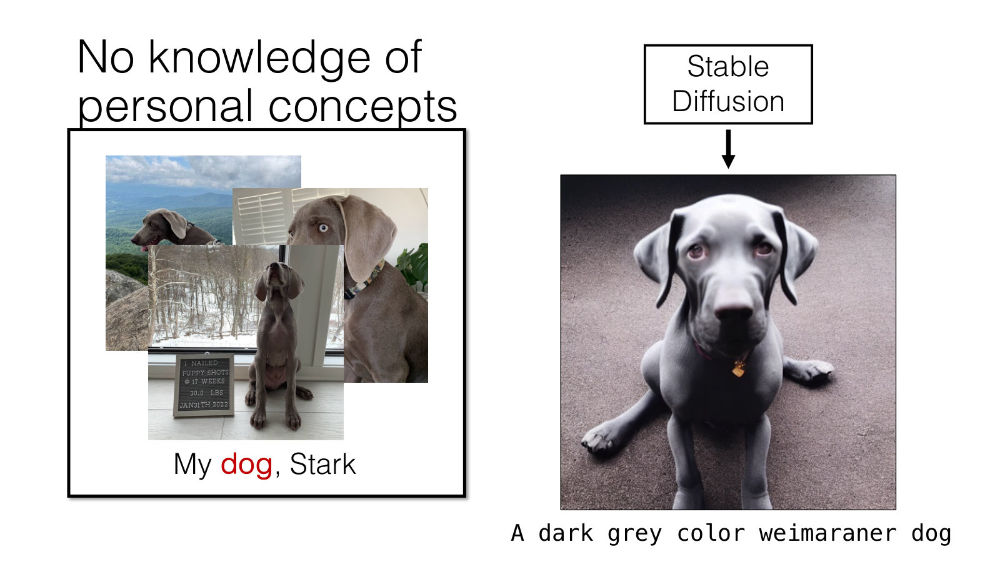 No knowledge of
personal concepts
I NAILED
PUPPY SHOTS
@ 17 WEEKS
30.0 LBS
JAN31TH 2022
My dog, Stark
Stable
Diffusion
A dark grey color weimaraner dog